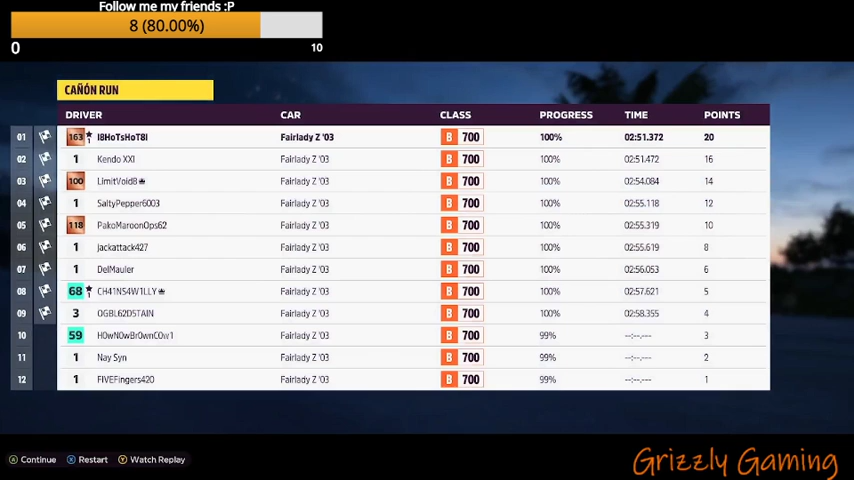 Follow me my friends :P
8 (80.00%)
0 10
CAÑÓN RUN
DRIVER CAR CLASS PROGRESS TIME POINTS
01 163 1 I8HoTsHoT8I Fairlady Z '03 B 700 100% 02:51.372 20
02 1 Kendo XXI Fairlady Z '03 B 700 100% 02:51.472 16
03 100 LimitVoid8 Fairlady Z '03 B 700 100% 02:54.084 14
04 1 SaltyPepper6003 Fairlady Z '03 B 700 100% 02:55.118 12
05 118 PakoMaroonOps62 Fairlady Z '03 B 700 100% 02:55.319 10
06 1 Jackattack427 Fairlady Z '03 B 700 100% 02:55.619 8
07 1 DelMauler Fairlady Z '03 B 700 100% 02:56.053 6
08 68 1 CH41NS4W1LLY Fairlady Z '03 B 700 100% 02:57.621 5
09 3 OGBL62D5TAIN Fairlady Z '03 B 700 100% 02:58.355 4
10 59 H0wN0wBr0wnC0w1 Fairlady Z '03 B 700 99% --:--.--- 3
11 1 Nay Syn Fairlady Z '03 B 700 99% --:--.--- 2
12 1 FIVEFingers420 Fairlady Z '03 B 700 99% --:--.--- 1
A Continue X Restart Y Watch Replay
Grizzly Gaming